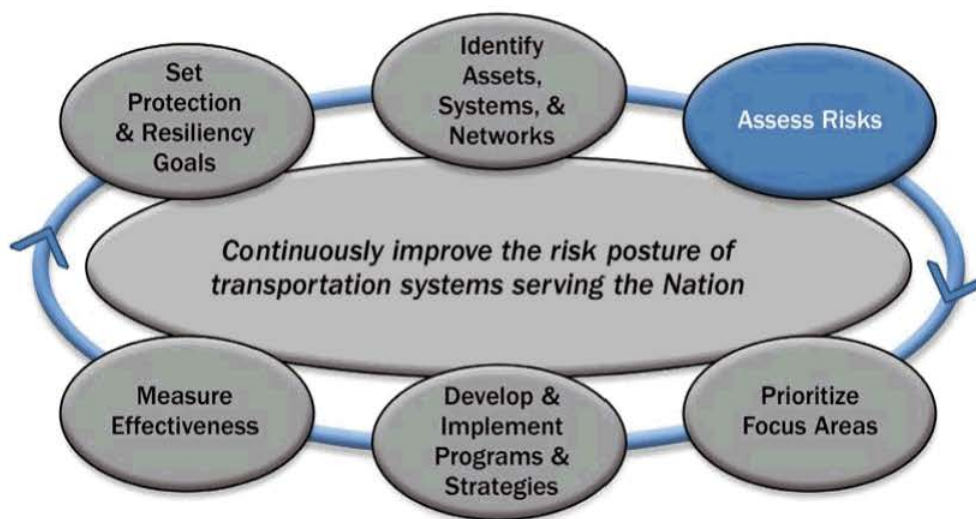 Set
Protection
& Resiliency
Goals
Identify
Assets,
Systems, &
Networks
Assess Risks
Continuously improve the risk posture of
transportation systems serving the Nation
Measure
Effectiveness
Develop &
Implement
Programs &
Strategies
Prioritize
Focus Areas